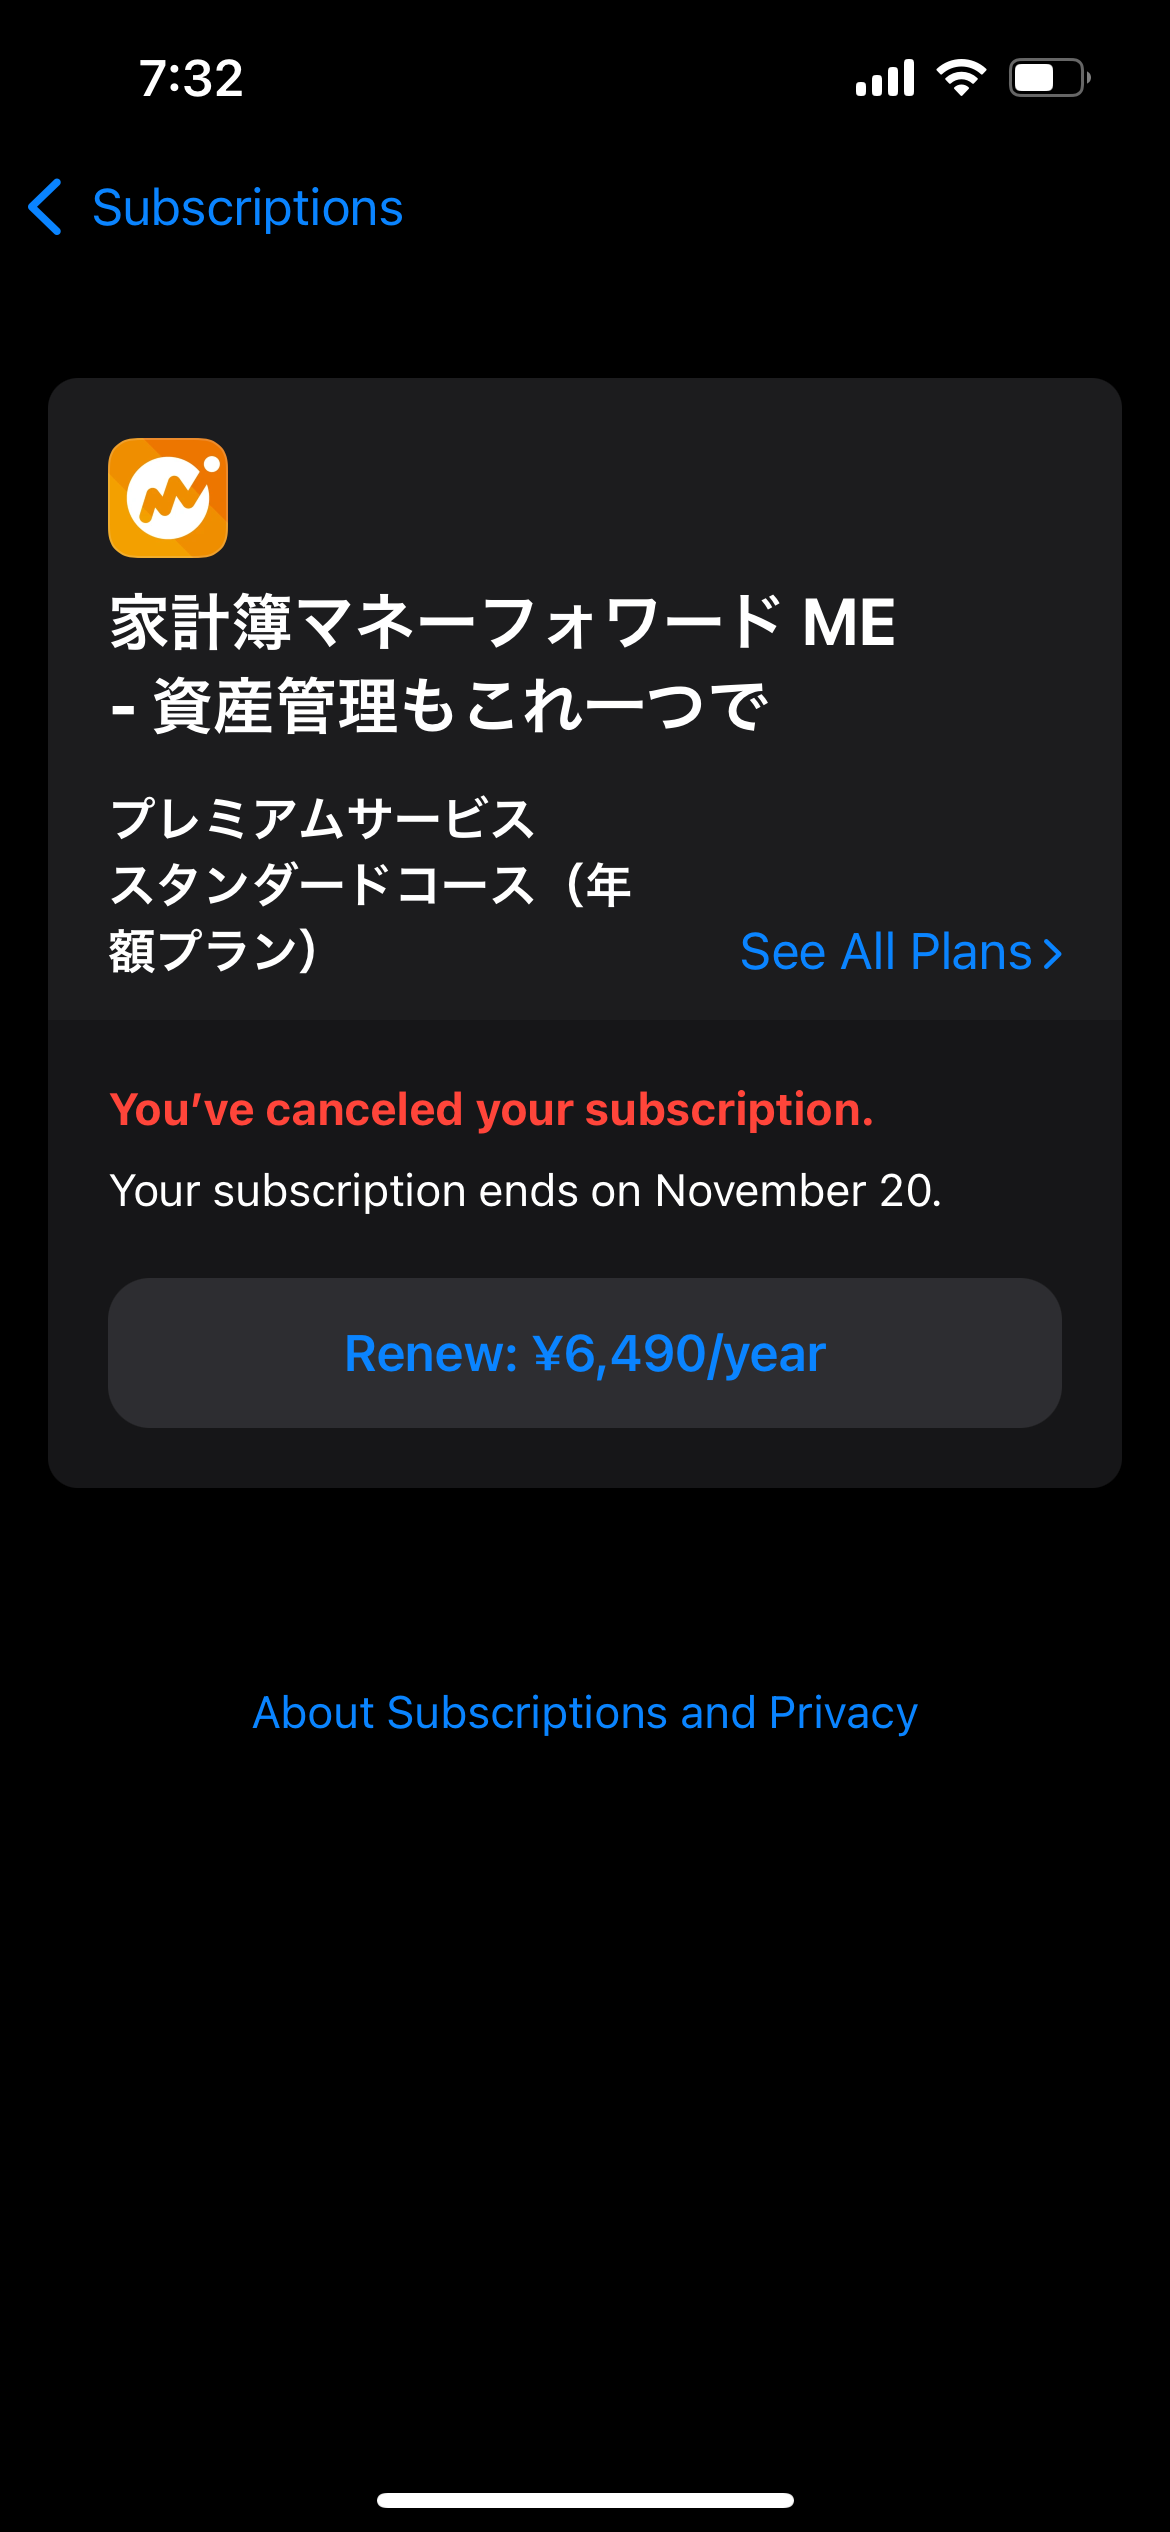 7:32
Subscriptions
家計簿マネーフォワード ME
- 資産管理もこれ一つで
プレミアムサービス
スタンダードコース（年
額プラン）
See All Plans
You’ve canceled your subscription.
Your subscription ends on November 20.
Renew: ¥6,490/year
About Subscriptions and Privacy